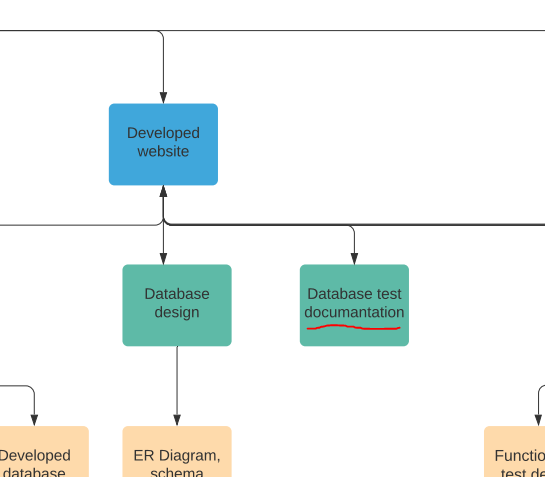 Developed
website
Database
design
Database test
documantation
Developed
database
ER Diagram,
schema
Functio
test de